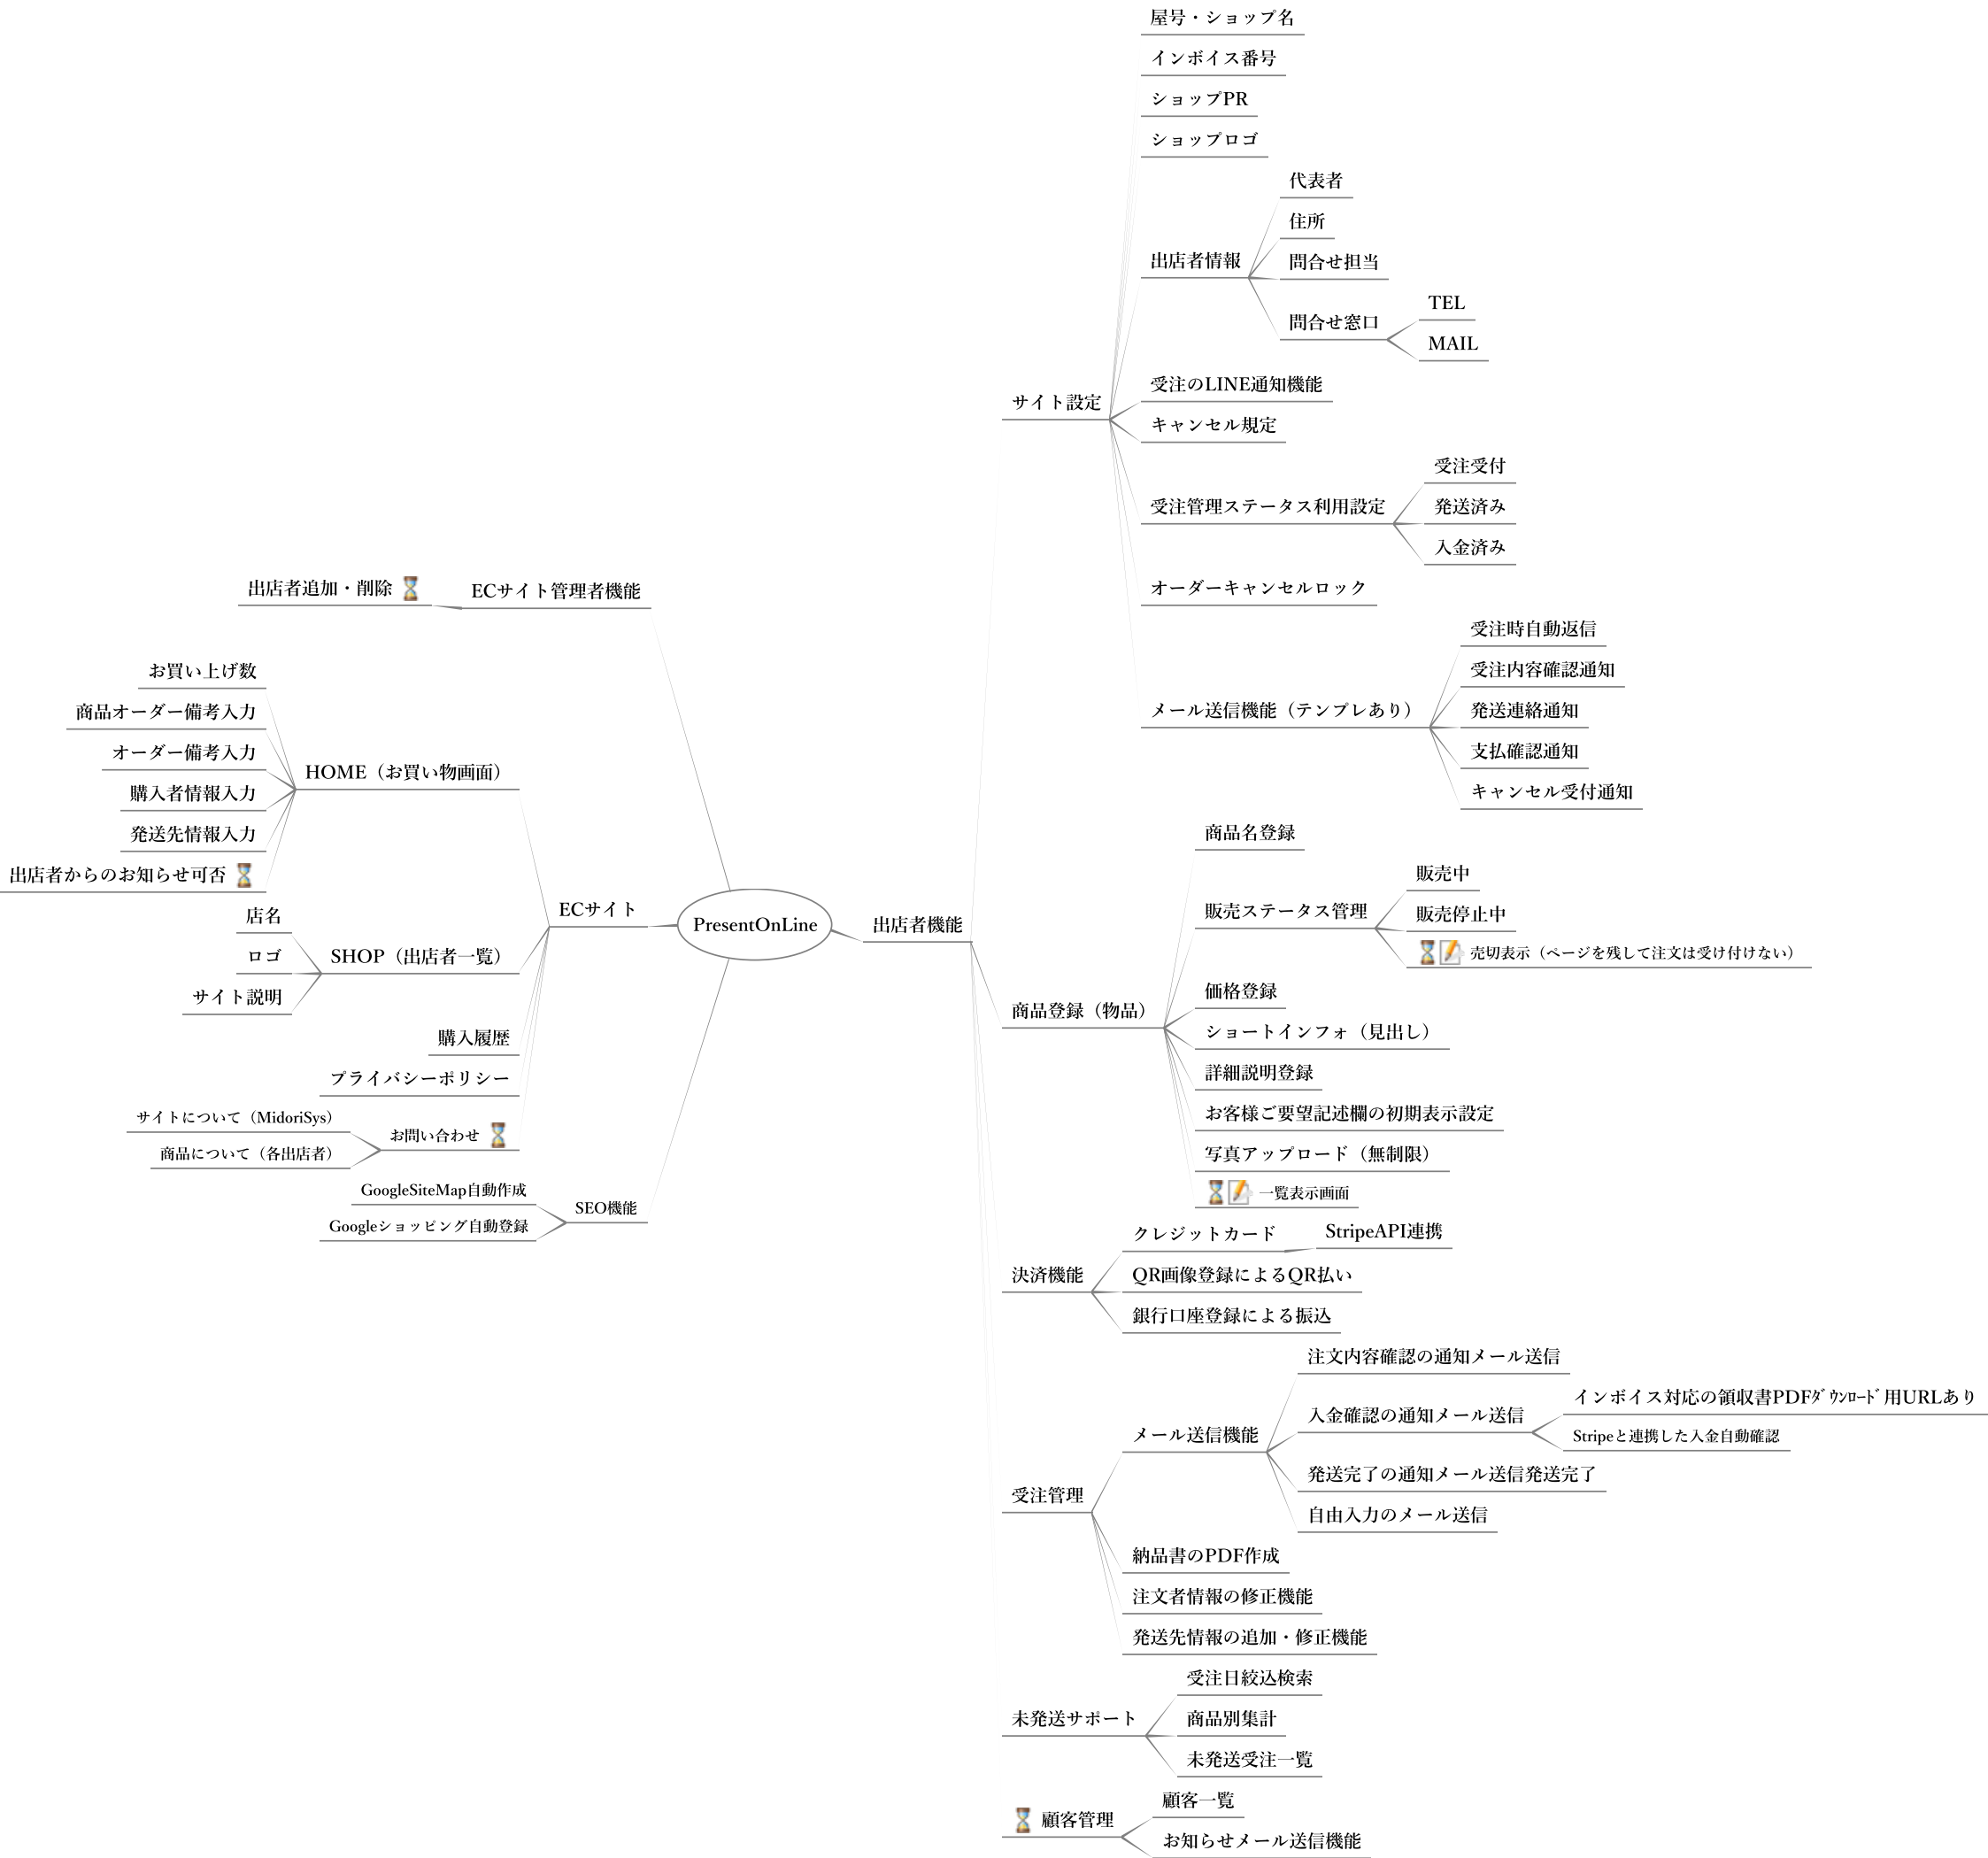 PresentOnLine
ECサイト管理者機能
出店者追加・削除
ECサイト
HOME（お買い物画面）
お買い上げ数
商品オーダー備考入力
オーダー備考入力
購入者情報入力
発送先情報入力
出店者からのお知らせ可否
SHOP（出店者一覧）
店名
ロゴ
サイト説明
購入履歴
プライバシーポリシー
お問い合わせ
サイトについて（MidoriSys）
商品について（各出店者）
SEO機能
GoogleSiteMap自動作成
Googleショッピング自動登録
出店者機能
サイト設定
屋号・ショップ名
インボイス番号
ショップPR
ショップロゴ
出店者情報
代表者
住所
問合せ担当
問合せ窓口
TEL
MAIL
受注のLINE通知機能
キャンセル規定
受注管理ステータス利用設定
受注受付
発送済み
入金済み
オーダーキャンセルロック
メール送信機能（テンプレあり）
受注時自動返信
受注内容確認通知
発送連絡通知
支払確認通知
キャンセル受付通知
商品登録（物品）
商品名登録
販売ステータス管理
販売中
販売停止中
売切表示（ページを残して注文は受け付けない）
価格登録
ショートインフォ（見出し）
詳細説明登録
お客様ご要望記述欄の初期表示設定
写真アップロード（無制限）
一覧表示画面
決済機能
クレジットカード
StripeAPI連携
QR画像登録によるQR払い
銀行口座登録による振込
受注管理
メール送信機能
注文内容確認の通知メール送信
入金確認の通知メール送信
インボイス対応の領収書PDFﾀﾞｳﾝﾛｰﾄﾞ用URLあり
Stripeと連携した入金自動確認
発送完了の通知メール送信発送完了
自由入力のメール送信
納品書のPDF作成
注文者情報の修正機能
発送先情報の追加・修正機能
未発送サポート
受注日絞込検索
商品別集計
未発送受注一覧
顧客管理
顧客一覧
お知らせメール送信機能